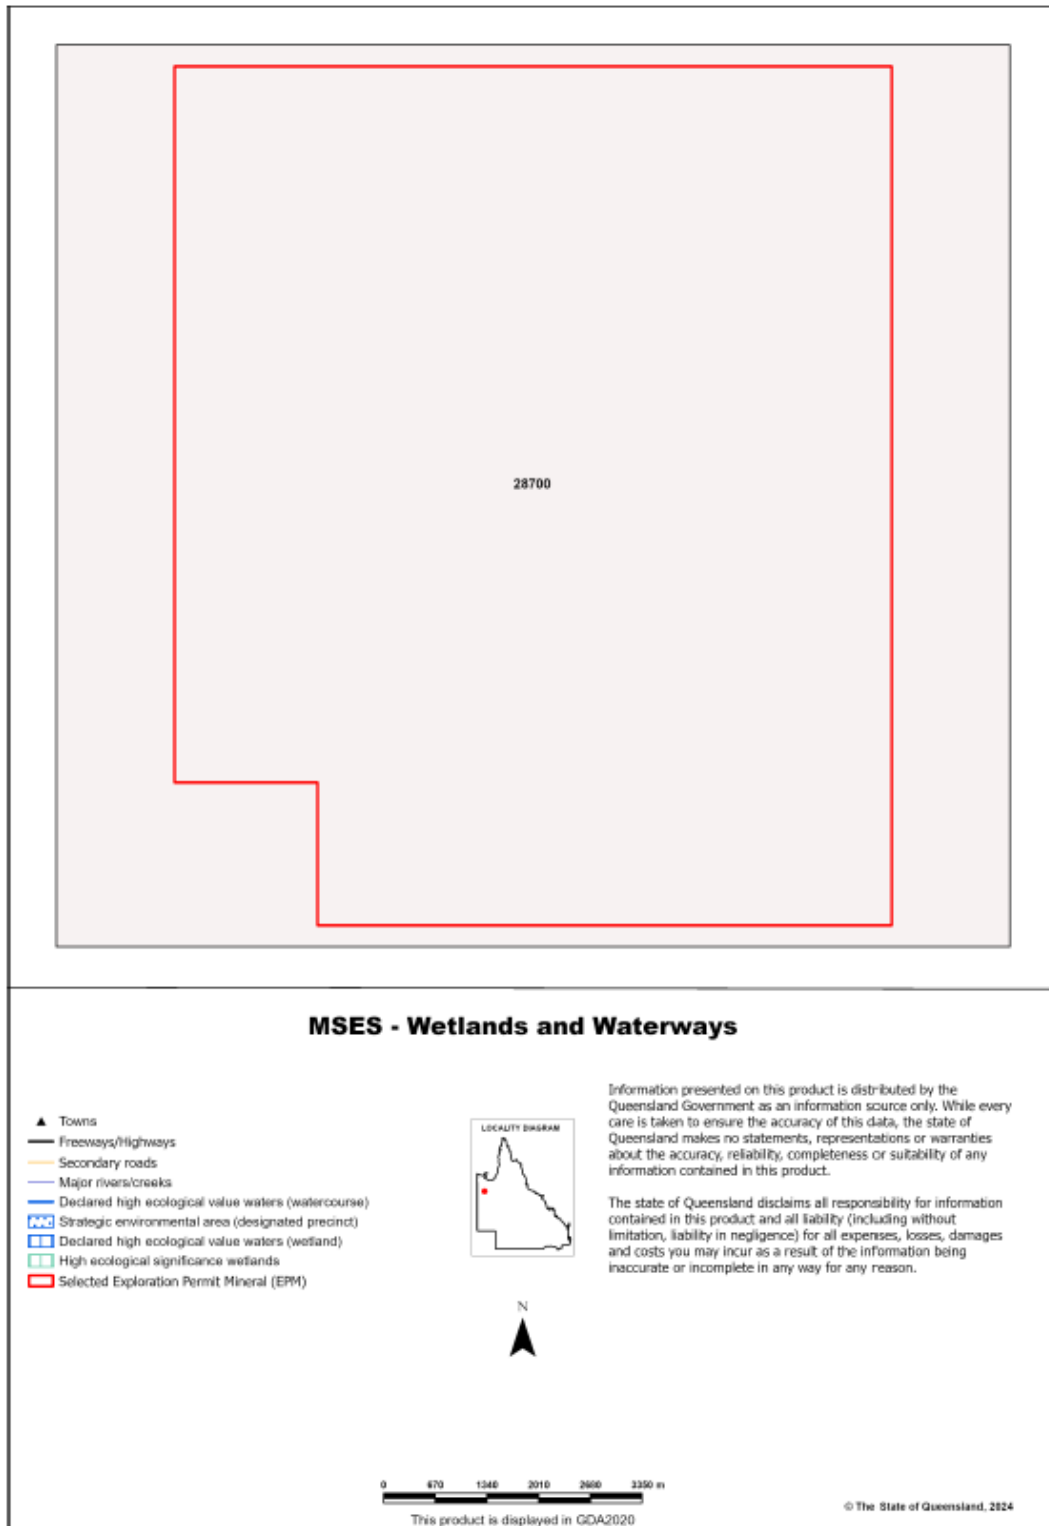 28700
MSES - Wetlands and Waterways
Towns
Freeways/Highways
Secondary roads
Major rivers/creeks
Declared high ecological value waters (watercourse)
Strategic environmental area (designated precinct)
Declared high ecological value waters (wetland)
High ecological significance wetlands
Selected Exploration Permit Mineral (EPM)
LOCALITY DIAGRAM
Information presented on this product is distributed by the
Queensland Government as an information source only. While every
care is taken to ensure the accuracy of this data, the state of
Queensland makes no statements, representations or warranties
about the accuracy, reliability, completeness or suitability of any
information contained in this product.
The state of Queensland disclaims all responsibility for information
contained in this product and all liability (including without
limitation, liability in negligence) for all expenses, losses, damages
and costs you may incur as a result of the information being
inaccurate or incomplete in any way for any reason.
N
0 670 1340 2010 2680 3350 m
This product is displayed in GDA2020
© The State of Queensland, 2024